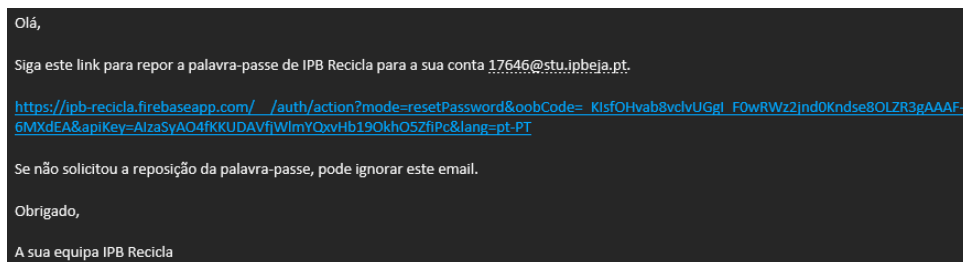 Olá,
Siga este link para repor a palavra-passe de IPB Recicla para a sua conta 17646@stu.ipbeja.pt.
https://ipb-recicla.firebaseapp.com/__/auth/action?mode=resetPassword&oobCode=_KIsfOHvab8vclvUGgI_F0wRWz2jnd0Kndse8OLZR3gAAAF-
6MXdEA&apiKey=AIzaSyAO4fKKUDAVfjWlmYQxvHb19OkhO5ZfiPc&lang=pt-PT
Se não solicitou a reposição da palavra-passe, pode ignorar este email.
Obrigado,
A sua equipa IPB Recicla